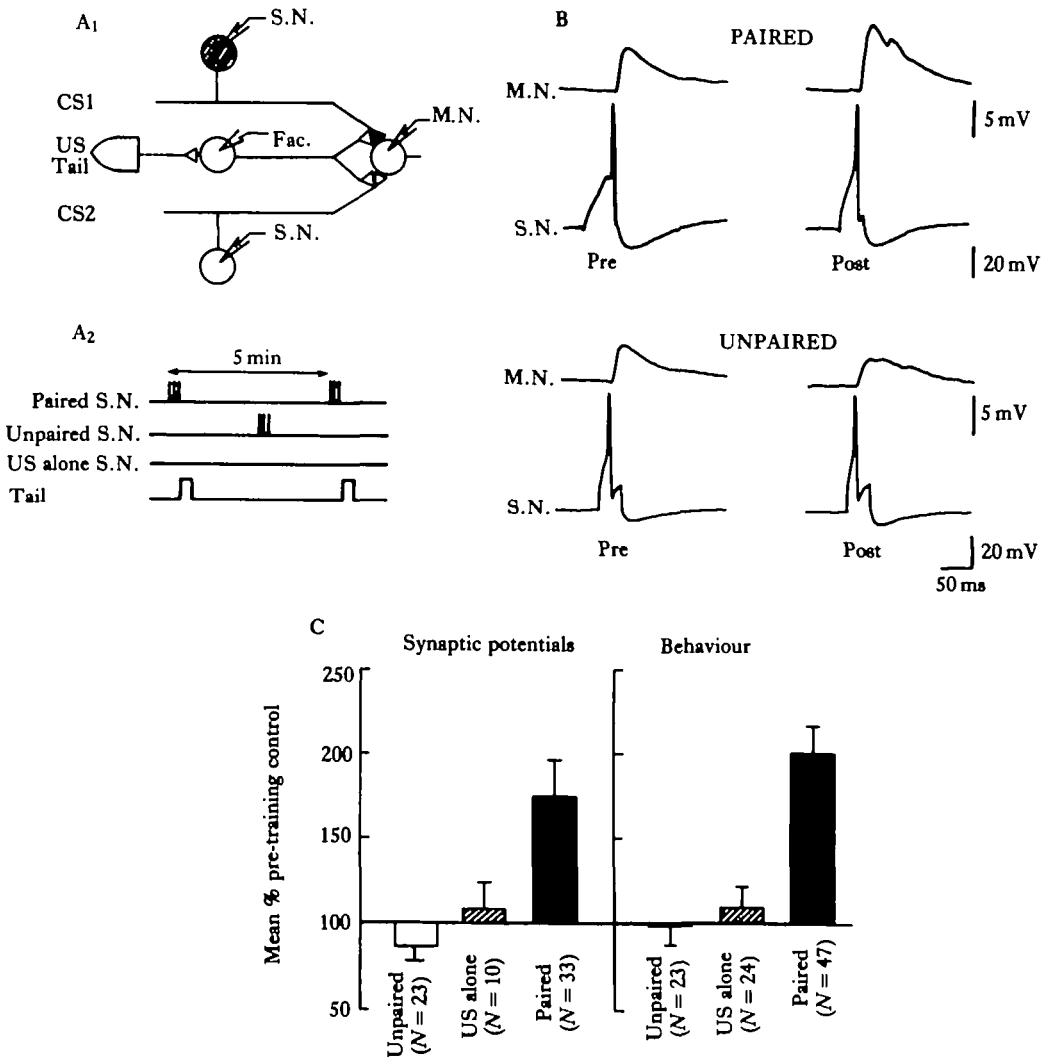 A1
S.N.
CS1
M.N.
US
Tail
Fac.
CS2
S.N.
A2
5 min
Paired S.N.
Unpaired S.N.
US alone S.N.
Tail
B
PAIRED
M.N.
5 mV
S.N.
Pre
Post
20 mV
UNPAIRED
M.N.
5 mV
S.N.
Pre
Post
20 mV
50 ms
C
Synaptic potentials
Behaviour
Mean % pre-training control
250
200
150
100
50
Unpaired
(N = 23)
US alone
(N = 10)
Paired
(N = 33)
Unpaired
(N = 23)
US alone
(N = 24)
Paired
(N = 47)